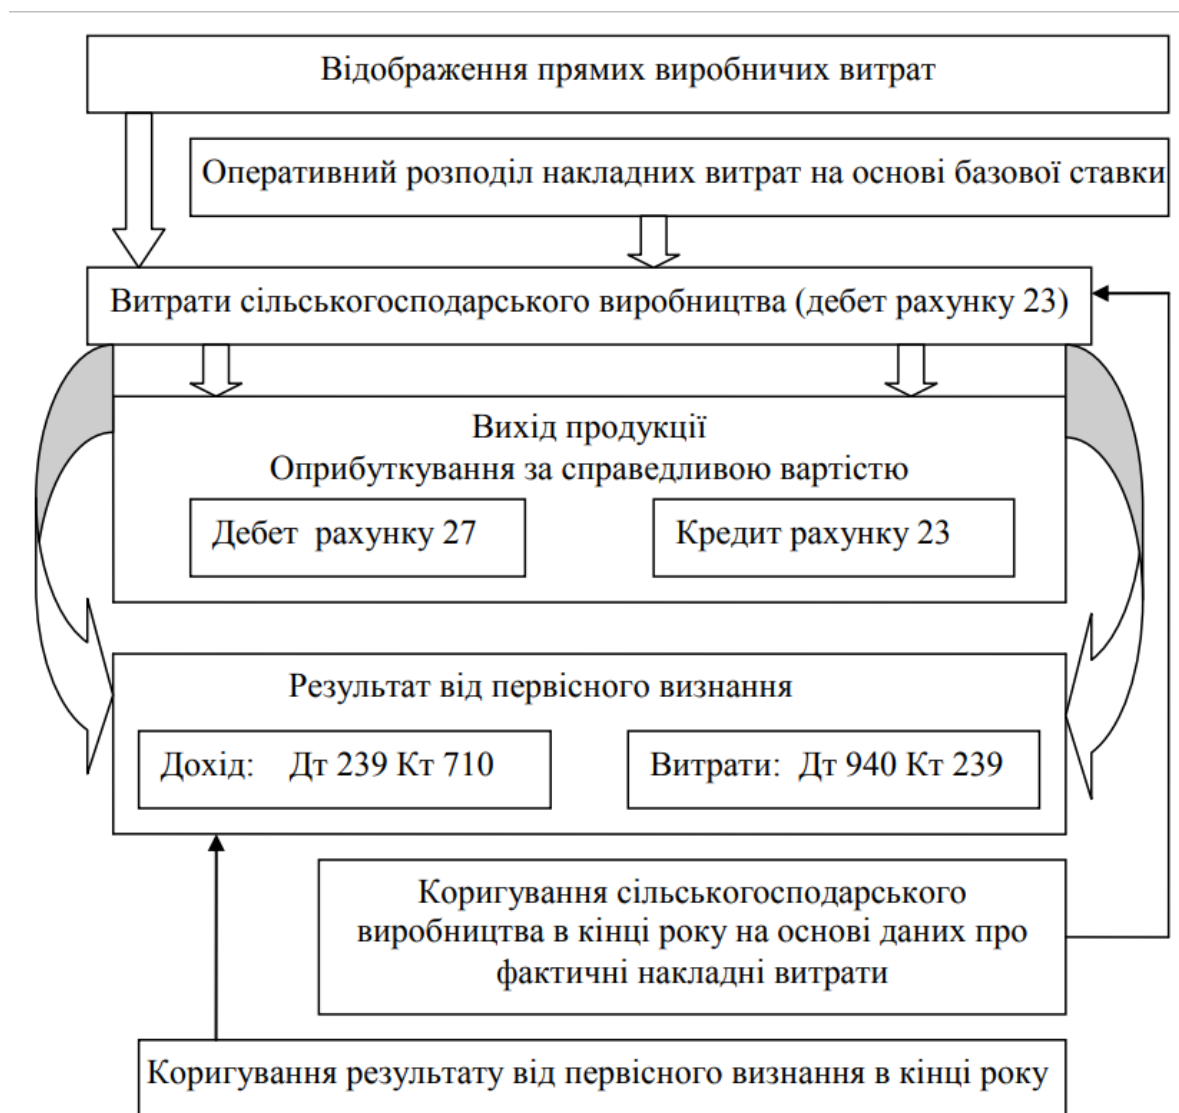 Відображення прямих виробничих витрат
Оперативний розподіл накладних витрат на основі базової ставки
Витрати сільськогосподарського виробництва (дебет рахунку 23)
Вихід продукції
Оприбуткування за справедливою вартістю
Дебет рахунку 27
Кредит рахунку 23
Результат від первісного визнання
Дохід: Дт 239 Кт 710
Витрати: Дт 940 Кт 239
Коригування сільськогосподарського
виробництва в кінці року на основі даних про
фактичні накладні витрати
Коригування результату від первісного визнання в кінці року